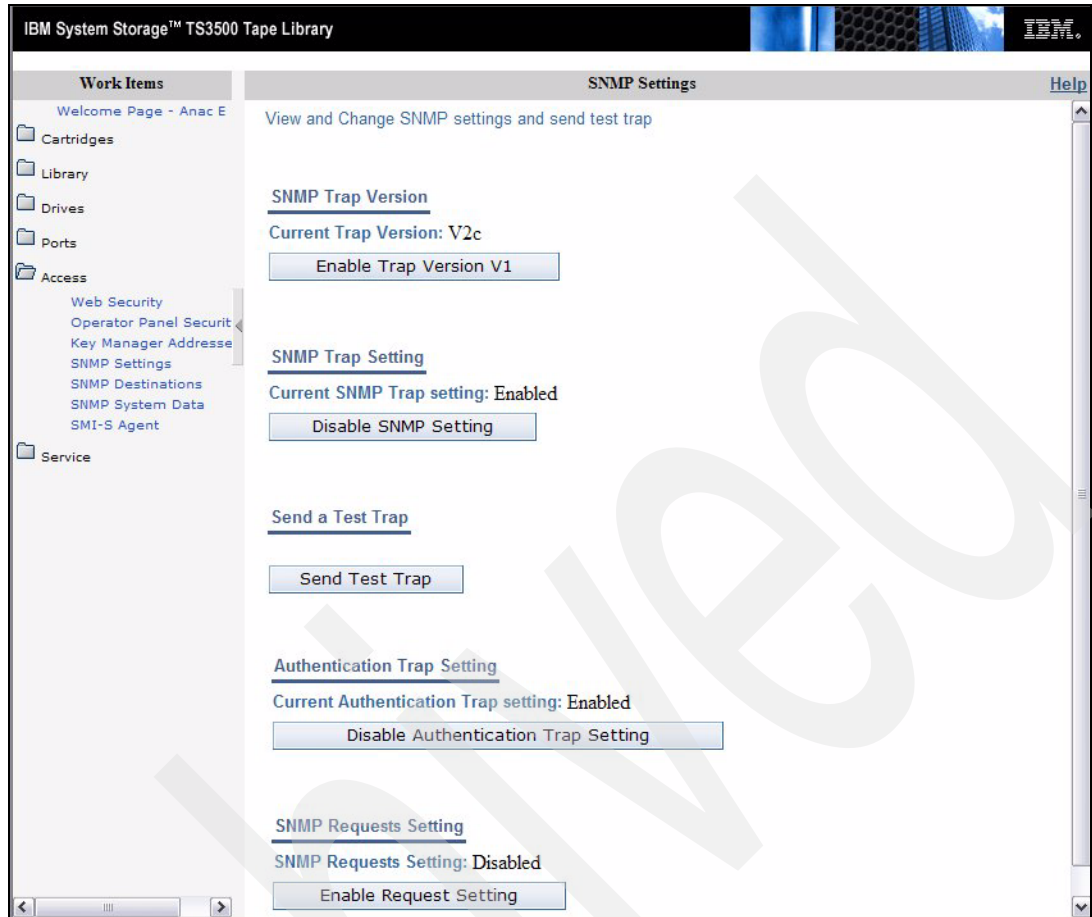 IBM System Storage™ TS3500 Tape Library
IBM
Work Items
Welcome Page - Anac E
Cartridges
Library
Drives
Ports
Access
Web Security
Operator Panel Securit
Key Manager Addresse
SNMP Settings
SNMP Destinations
SNMP System Data
SMI-S Agent
Service
SNMP Settings
Help
View and Change SNMP settings and send test trap
SNMP Trap Version
Current Trap Version: V2c
Enable Trap Version V1
SNMP Trap Setting
Current SNMP Trap setting: Enabled
Disable SNMP Setting
Send a Test Trap
Send Test Trap
Authentication Trap Setting
Current Authentication Trap setting: Enabled
Disable Authentication Trap Setting
SNMP Requests Setting
SNMP Requests Setting: Disabled
Enable Request Setting
hived